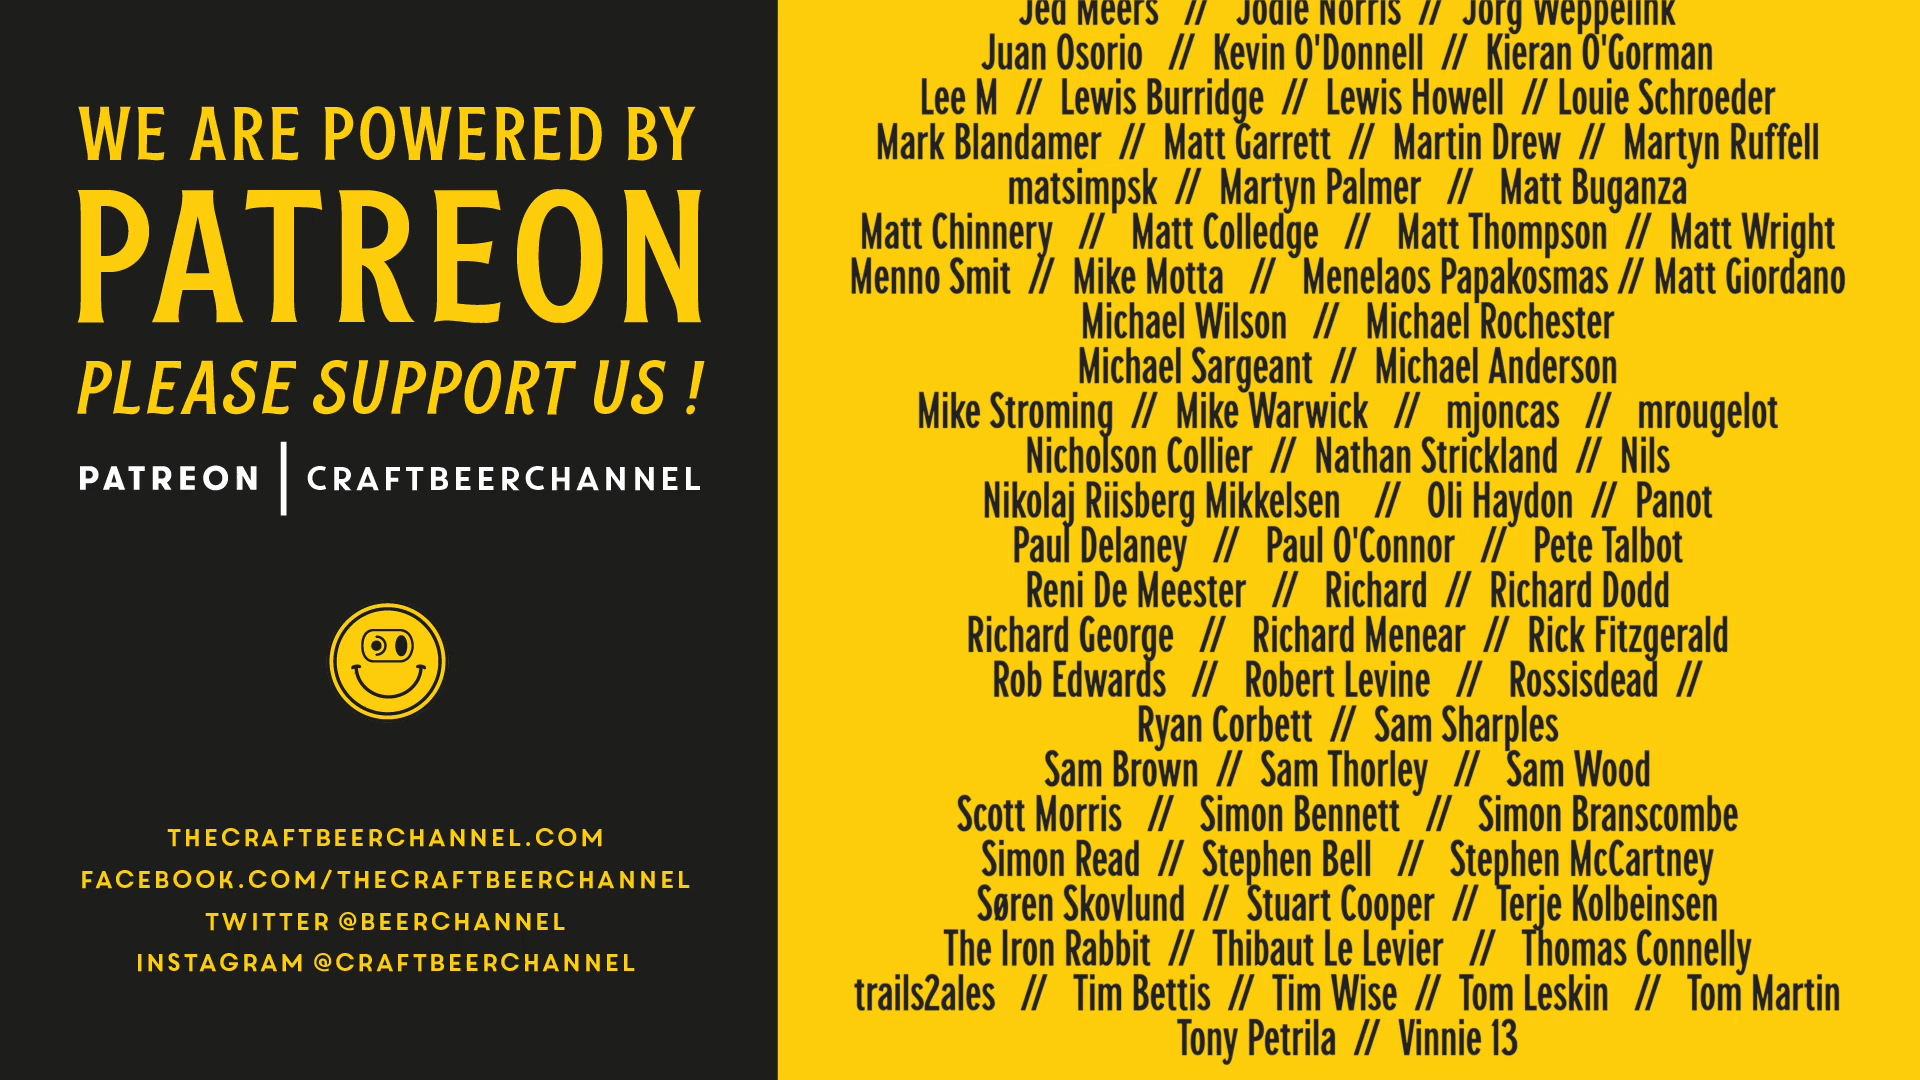 WE ARE POWERED BY
PATREON
PLEASE SUPPORT US !
PATREON | CRAFTBEERCHANNEL
THECRAFTBEERCHANNEL.COM
FACEBOOK.COM/THECRAFTBEERCHANNEL
TWITTER @BEERCHANNEL
INSTAGRAM @CRAFTBEERCHANNEL
Jed Meers // Jodie Norris // Jorg Weppelink
Juan Osorio // Kevin O'Donnell // Kieran O'Gorman
Lee M // Lewis Burridge // Lewis Howell // Louie Schroeder
Mark Blandamer // Matt Garrett // Martin Drew // Martyn Ruffell
matsimpsk // Martyn Palmer // Matt Buganza
Matt Chinnery // Matt Colledge // Matt Thompson // Matt Wright
Menno Smit // Mike Motta // Menelaos Papakosmas // Matt Giordano
Michael Wilson // Michael Rochester
Michael Sargeant // Michael Anderson
Mike Stroming // Mike Warwick // mjoncas // mrougelot
Nicholson Collier // Nathan Strickland // Nils
Nikolaj Riisberg Mikkelsen // Oli Haydon // Panot
Paul Delaney // Paul O'Connor // Pete Talbot
Reni De Meester // Richard // Richard Dodd
Richard George // Richard Menear // Rick Fitzgerald
Rob Edwards // Robert Levine // Rossisdead //
Ryan Corbett // Sam Sharples
Sam Brown // Sam Thorley // Sam Wood
Scott Morris // Simon Bennett // Simon Branscombe
Simon Read // Stephen Bell // Stephen McCartney
Søren Skovlund // Stuart Cooper // Terje Kolbeinsen
The Iron Rabbit // Thibaut Le Levier // Thomas Connelly
trails2ales // Tim Bettis // Tim Wise // Tom Leskin // Tom Martin
Tony Petrila // Vinnie 13